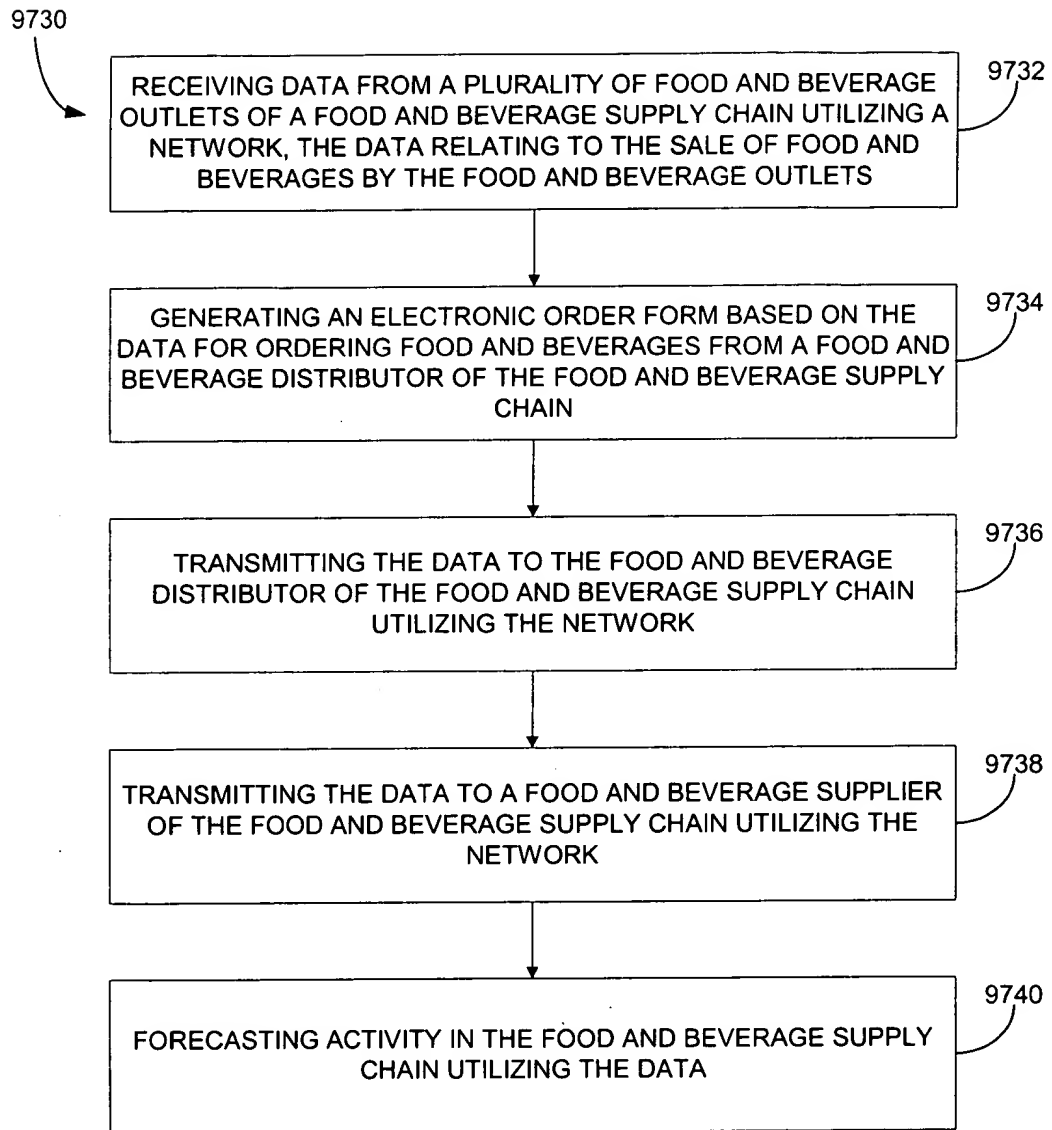 9730
RECEIVING DATA FROM A PLURALITY OF FOOD AND BEVERAGE
OUTLETS OF A FOOD AND BEVERAGE SUPPLY CHAIN UTILIZING A
NETWORK, THE DATA RELATING TO THE SALE OF FOOD AND
BEVERAGES BY THE FOOD AND BEVERAGE OUTLETS
9732
GENERATING AN ELECTRONIC ORDER FORM BASED ON THE
DATA FOR ORDERING FOOD AND BEVERAGES FROM A FOOD AND
BEVERAGE DISTRIBUTOR OF THE FOOD AND BEVERAGE SUPPLY
CHAIN
9734
TRANSMITTING THE DATA TO THE FOOD AND BEVERAGE
DISTRIBUTOR OF THE FOOD AND BEVERAGE SUPPLY CHAIN
UTILIZING THE NETWORK
9736
TRANSMITTING THE DATA TO A FOOD AND BEVERAGE SUPPLIER
OF THE FOOD AND BEVERAGE SUPPLY CHAIN UTILIZING THE
NETWORK
9738
FORECASTING ACTIVITY IN THE FOOD AND BEVERAGE SUPPLY
CHAIN UTILIZING THE DATA
9740